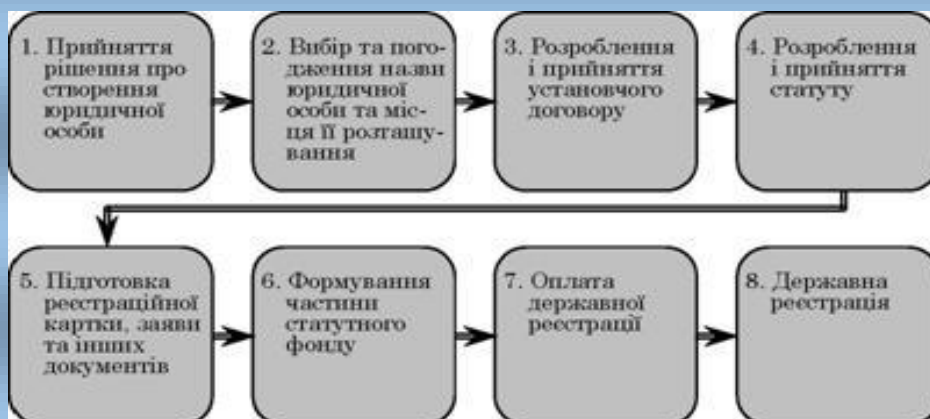 1. Прийняття
рішення про
створення
юридичної
особи
2. Вибір та пого-
дження назви
юридичної
особи та міс-
ця її розташу-
вання
3. Розроблення
і прийняття
установчого
договору
4. Розроблення
і прийняття
статуту
5. Підготовка
реєстраційної
картки, заяви
та інших
документів
6. Формування
частини
статутного
фонду
7. Оплата
державної
реєстрації
8. Державна
реєстрація